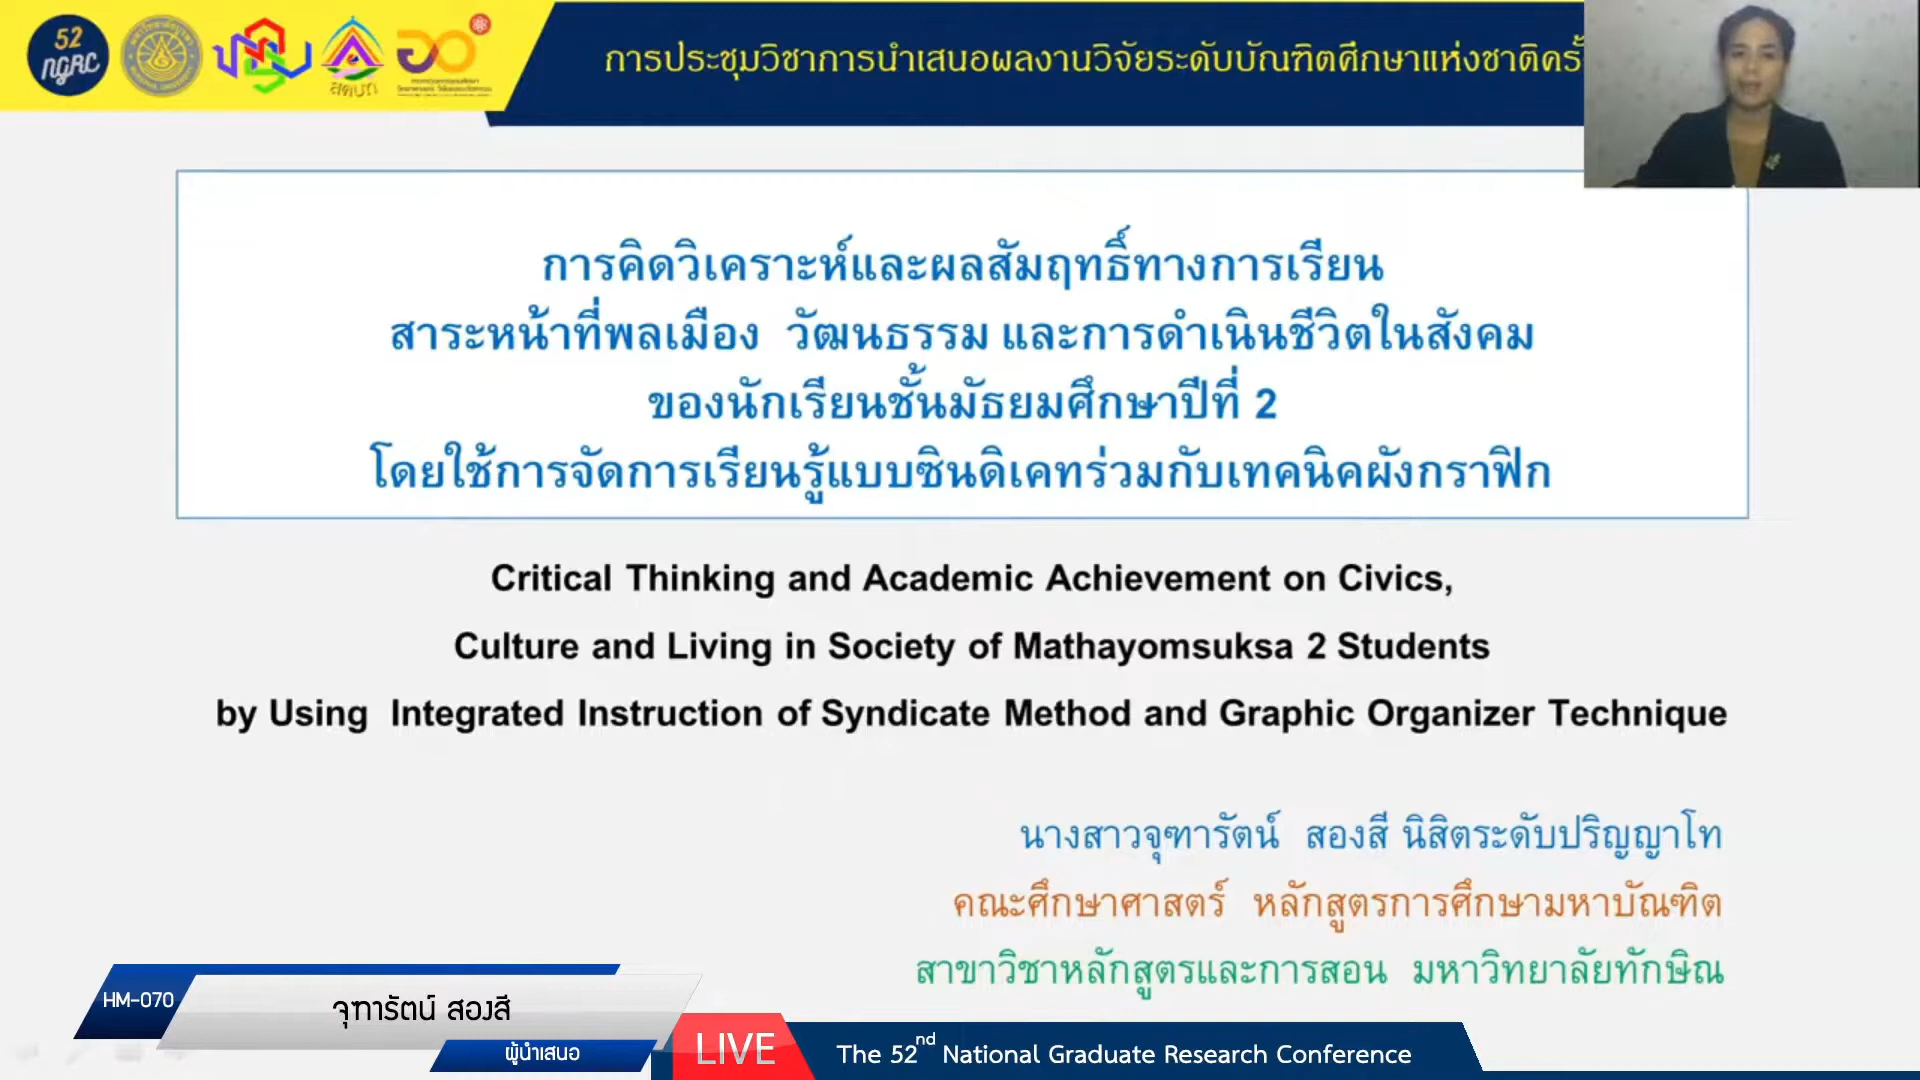 52
NGRC
การประชุมวิชาการนำเสนอผลงานวิจัยระดับบัณฑิตศึกษาแห่งชาติครั้
สคบท
การคิดวิเคราะห์และผลสัมฤทธิ์ทางการเรียน
สาระหน้าที่พลเมือง วัฒนธรรม และการดำเนินชีวิตในสังคม
ของนักเรียนชั้นมัธยมศึกษาปีที่ 2
โดยใช้การจัดการเรียนรู้แบบซินดิเคทร่วมกับเทคนิคผังกราฟิก
Critical Thinking and Academic Achievement on Civics,
Culture and Living in Society of Mathayomsuksa 2 Students
by Using Integrated Instruction of Syndicate Method and Graphic Organizer Technique
นางสาวจุฑารัตน์ สองสี นิสิตระดับปริญญาโท
คณะศึกษาศาสตร์ หลักสูตรการศึกษามหาบัณฑิต
สาขาวิชาหลักสูตรและการสอน มหาวิทยาลัยทักษิณ
HM-070
จุฑารัตน์ สองสี
ผู้นำเสนอ
LIVE
The 52nd National Graduate Research Conference